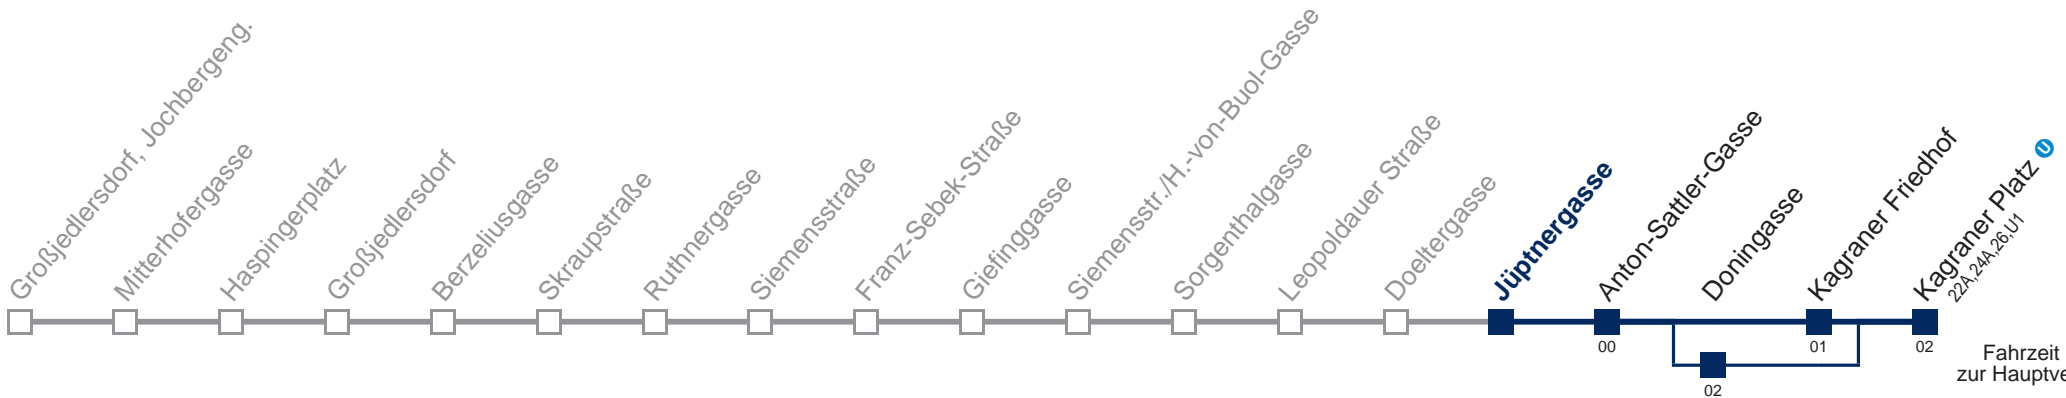 Großjedlersdorf, Jochbergeng.
Mitterhofergasse
Haspingerplatz
Großjedlersdorf
Berzeliusgasse
Skraupstraße
Ruthnergasse
Siemensstraße
Franz-Sebek-Straße
Giefinggasse
Siemensstr./H.-von-Buol-Gasse
Sorgenthalgasse
Leopoldauer Straße
Doeltergasse
Jüptnergasse
Anton-Sattler-Gasse
Doningasse
Kagraner Friedhof
Kagraner Platz U
22A,24A,26,U1
00
01
02
02
Fahrzeit
zur Hauptve